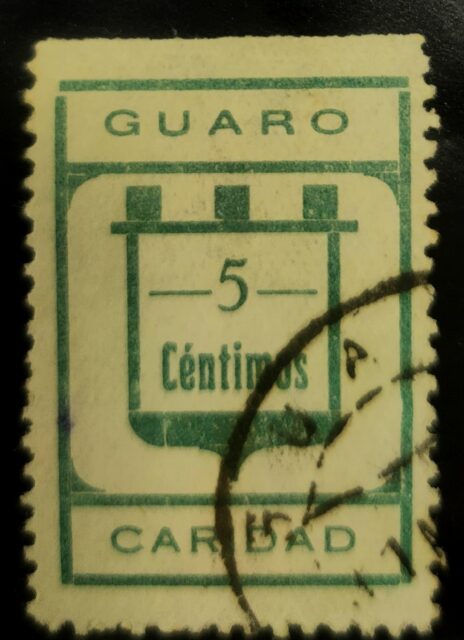 GUARO
—5—
Céntimos
CARIDAD